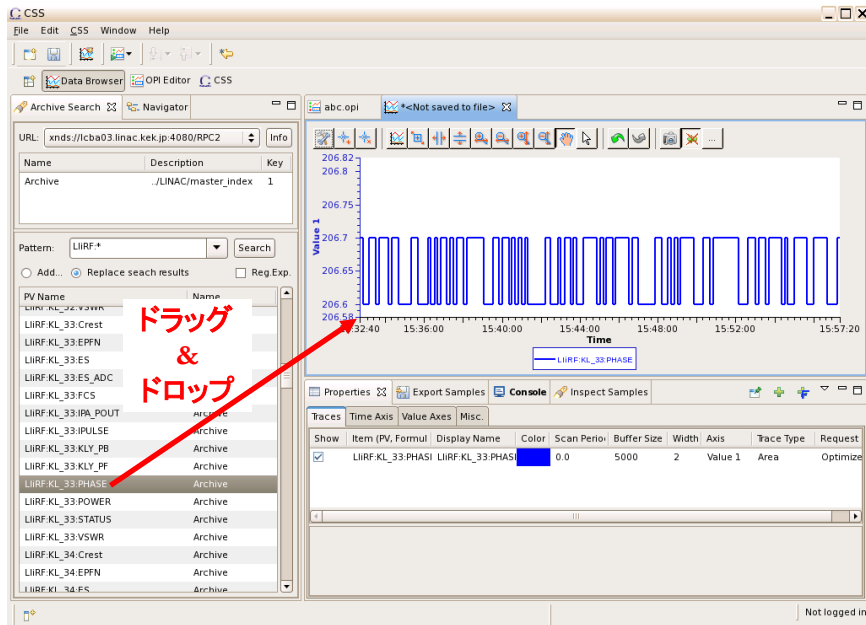 CSS
File Edit CSS Window Help
Data Browser OPI Editor CSS
Archive Search Navigator
URL: xnds://lcba03.linac.kek.jp:4080/RPC2 Info
Name Description Key
Archive ../LINAC/master_index 1
Pattern: LIiRF:* Search
Add... Replace seach results Reg.Exp.
PV Name Name
LIiRF:KL_32:VSWR Archive
LIiRF:KL_33:Crest
LIiRF:KL_33:EPFN
LIiRF:KL_33:ES
LIiRF:KL_33:ES_ADC
LIiRF:KL_33:FCS
LIiRF:KL_33:IPA_POUT Archive
LIiRF:KL_33:IPULSE Archive
LIiRF:KL_33:KLY_PB Archive
LIiRF:KL_33:KLY_PF Archive
LIiRF:KL_33:PHASE Archive
LIiRF:KL_33:POWER Archive
LIiRF:KL_33:STATUS Archive
LIiRF:KL_33:VSWR Archive
LIiRF:KL_34:Crest Archive
LIiRF:KL_34:EPFN Archive
LIiRF:KL_34:ES Archive
ドラッグ
&
ドロップ
abc.opi *<Not saved to file>
206.82
206.8
206.75
206.7
206.65
206.6
206.58
Value 1
:32:40 15:36:00 15:40:00 15:44:00 15:48:00 15:52:00 15:57:20
Time
LIiRF:KL_33:PHASE
Properties Export Samples Console Inspect Samples
Traces Time Axis Value Axes Misc.
Show Item (PV, Formul Display Name Color Scan Perio Buffer Size Width Axis Trace Type Request
LIiRF:KL_33:PHASI LIiRF:KL_33:PHASI 0.0 5000 2 Value 1 Area Optimize
Not logged in